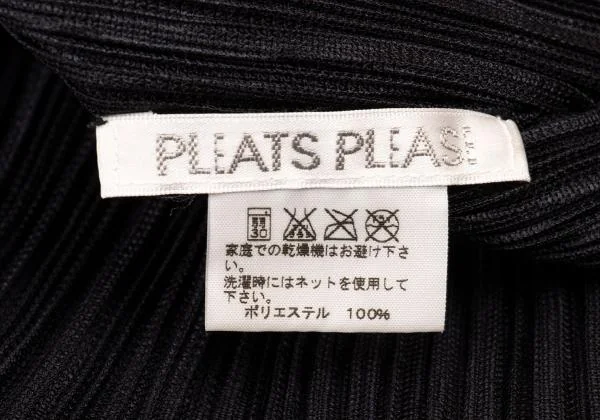 PLEATS PLEAS
30
家庭での乾燥機はお避け下さ
い。
洗濯時にはネットを使用して
下さい。
ポリエステル 100%